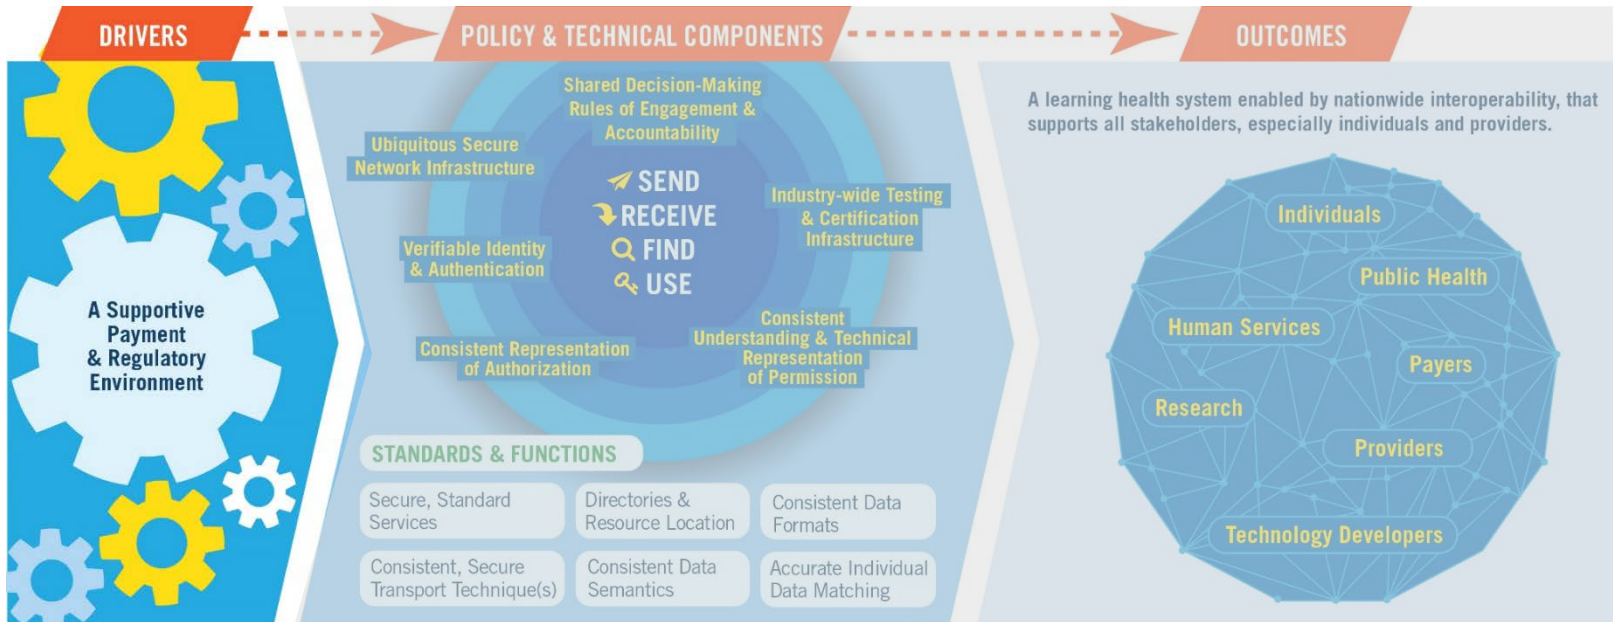 DRIVERS
POLICY & TECHNICAL COMPONENTS
OUTCOMES
A Supportive
Payment
& Regulatory
Environment
Shared Decision-Making
Rules of Engagement &
Accountability
Ubiquitous Secure
Network Infrastructure
SEND
RECEIVE
FIND
USE
Industry-wide Testing
& Certification
Infrastructure
Verifiable Identity
& Authentication
Consistent
Understanding & Technical
Representation
of Permission
Consistent Representation
of Authorization
STANDARDS & FUNCTIONS
Secure, Standard
Services
Directories &
Resource Location
Consistent Data
Formats
Consistent, Secure
Transport Technique(s)
Consistent Data
Semantics
Accurate Individual
Data Matching
A learning health system enabled by nationwide interoperability, that
supports all stakeholders, especially individuals and providers.
Individuals
Public Health
Human Services
Payers
Research
Providers
Technology Developers